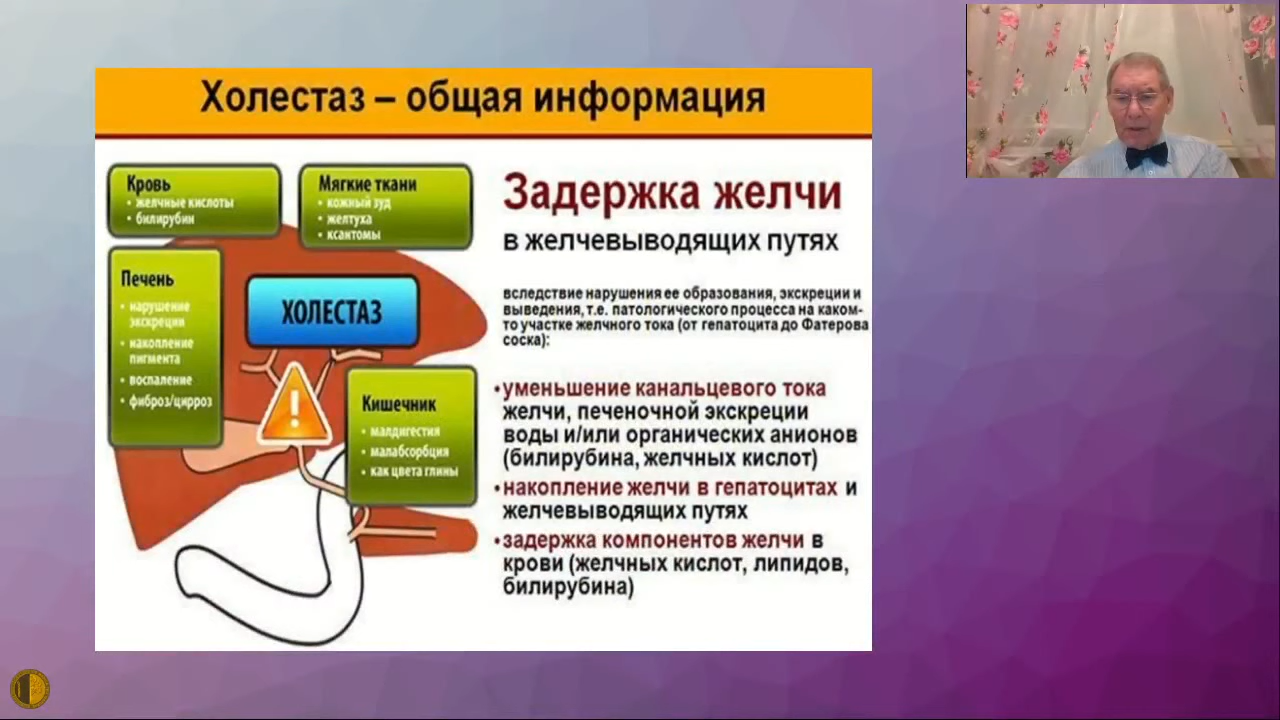 Холестаз – общая информация
Кровь
• желчные кислоты
• билирубин
Мягкие ткани
• кожный зуд
• желтуха
• ксантомы
Печень
• нарушение
экскреции
• накопление
пигмента
• воспаление
• фиброз/цирроз
ХОЛЕСТАЗ
!
Кишечник
• малдигестия
• малабсорбция
• как цвета глины
Задержка желчи
в желчевыводящих путях
вследствие нарушения ее образования, экскреции и
выведения, т.е. патологического процесса на каком-
то участке желчного тока (от гепатоцита до Фатерова
соска):
•уменьшение канальцевого тока
желчи, печеночной экскреции
воды и/или органических анионов
(билирубина, желчных кислот)
•накопление желчи в гепатоцитах и
желчевыводящих путях
•задержка компонентов желчи в
крови (желчных кислот, липидов,
билирубина)